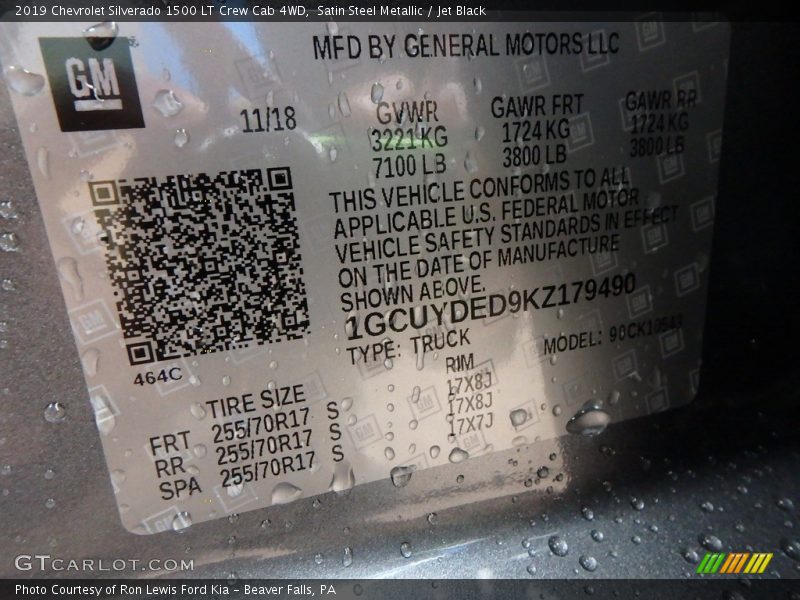 2019 Chevrolet Silverado 1500 LT Crew Cab 4WD,  Satin Steel Metallic / Jet Black
GM
MFD BY GENERAL MOTORS LLC
11/18
GVWR
3221 KG
7100 LB
GAWR FRT
1724 KG
3800 LB
GAWR RR
1724 KG
3800 LB
THIS VEHICLE CONFORMS TO ALL
APPLICABLE U.S. FEDERAL MOTOR
VEHICLE SAFETY STANDARDS IN EFFECT
ON THE DATE OF MANUFACTURE
SHOWN ABOVE.
1GCUYDED9KZ179490
TYPE: TRUCK
MODEL: 90CK10543
464C
TIRE SIZE
RIM
FRT 255/70R17 S 17X8J
RR 255/70R17 S 17X8J
SPA 255/70R17 S 17X7J
GTCARLOT.COM
Photo Courtesy of Ron Lewis Ford Kia – Beaver Falls, PA